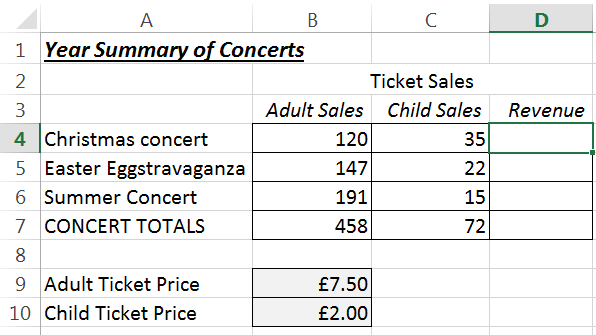 A B C D
1 Year Summary of Concerts
2 Ticket Sales
3 Adult Sales Child Sales Revenue
4 Christmas concert 120 35
5 Easter Eggstravaganza 147 22
6 Summer Concert 191 15
7 CONCERT TOTALS 458 72
8
9 Adult Ticket Price £7.50
10 Child Ticket Price £2.00